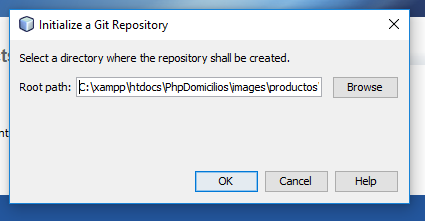 Initialize a Git Repository
Select a directory where the repository shall be created.
Root path: C:\xampp\htdocs\PhpDomicilios\images\productos Browse
OK Cancel Help